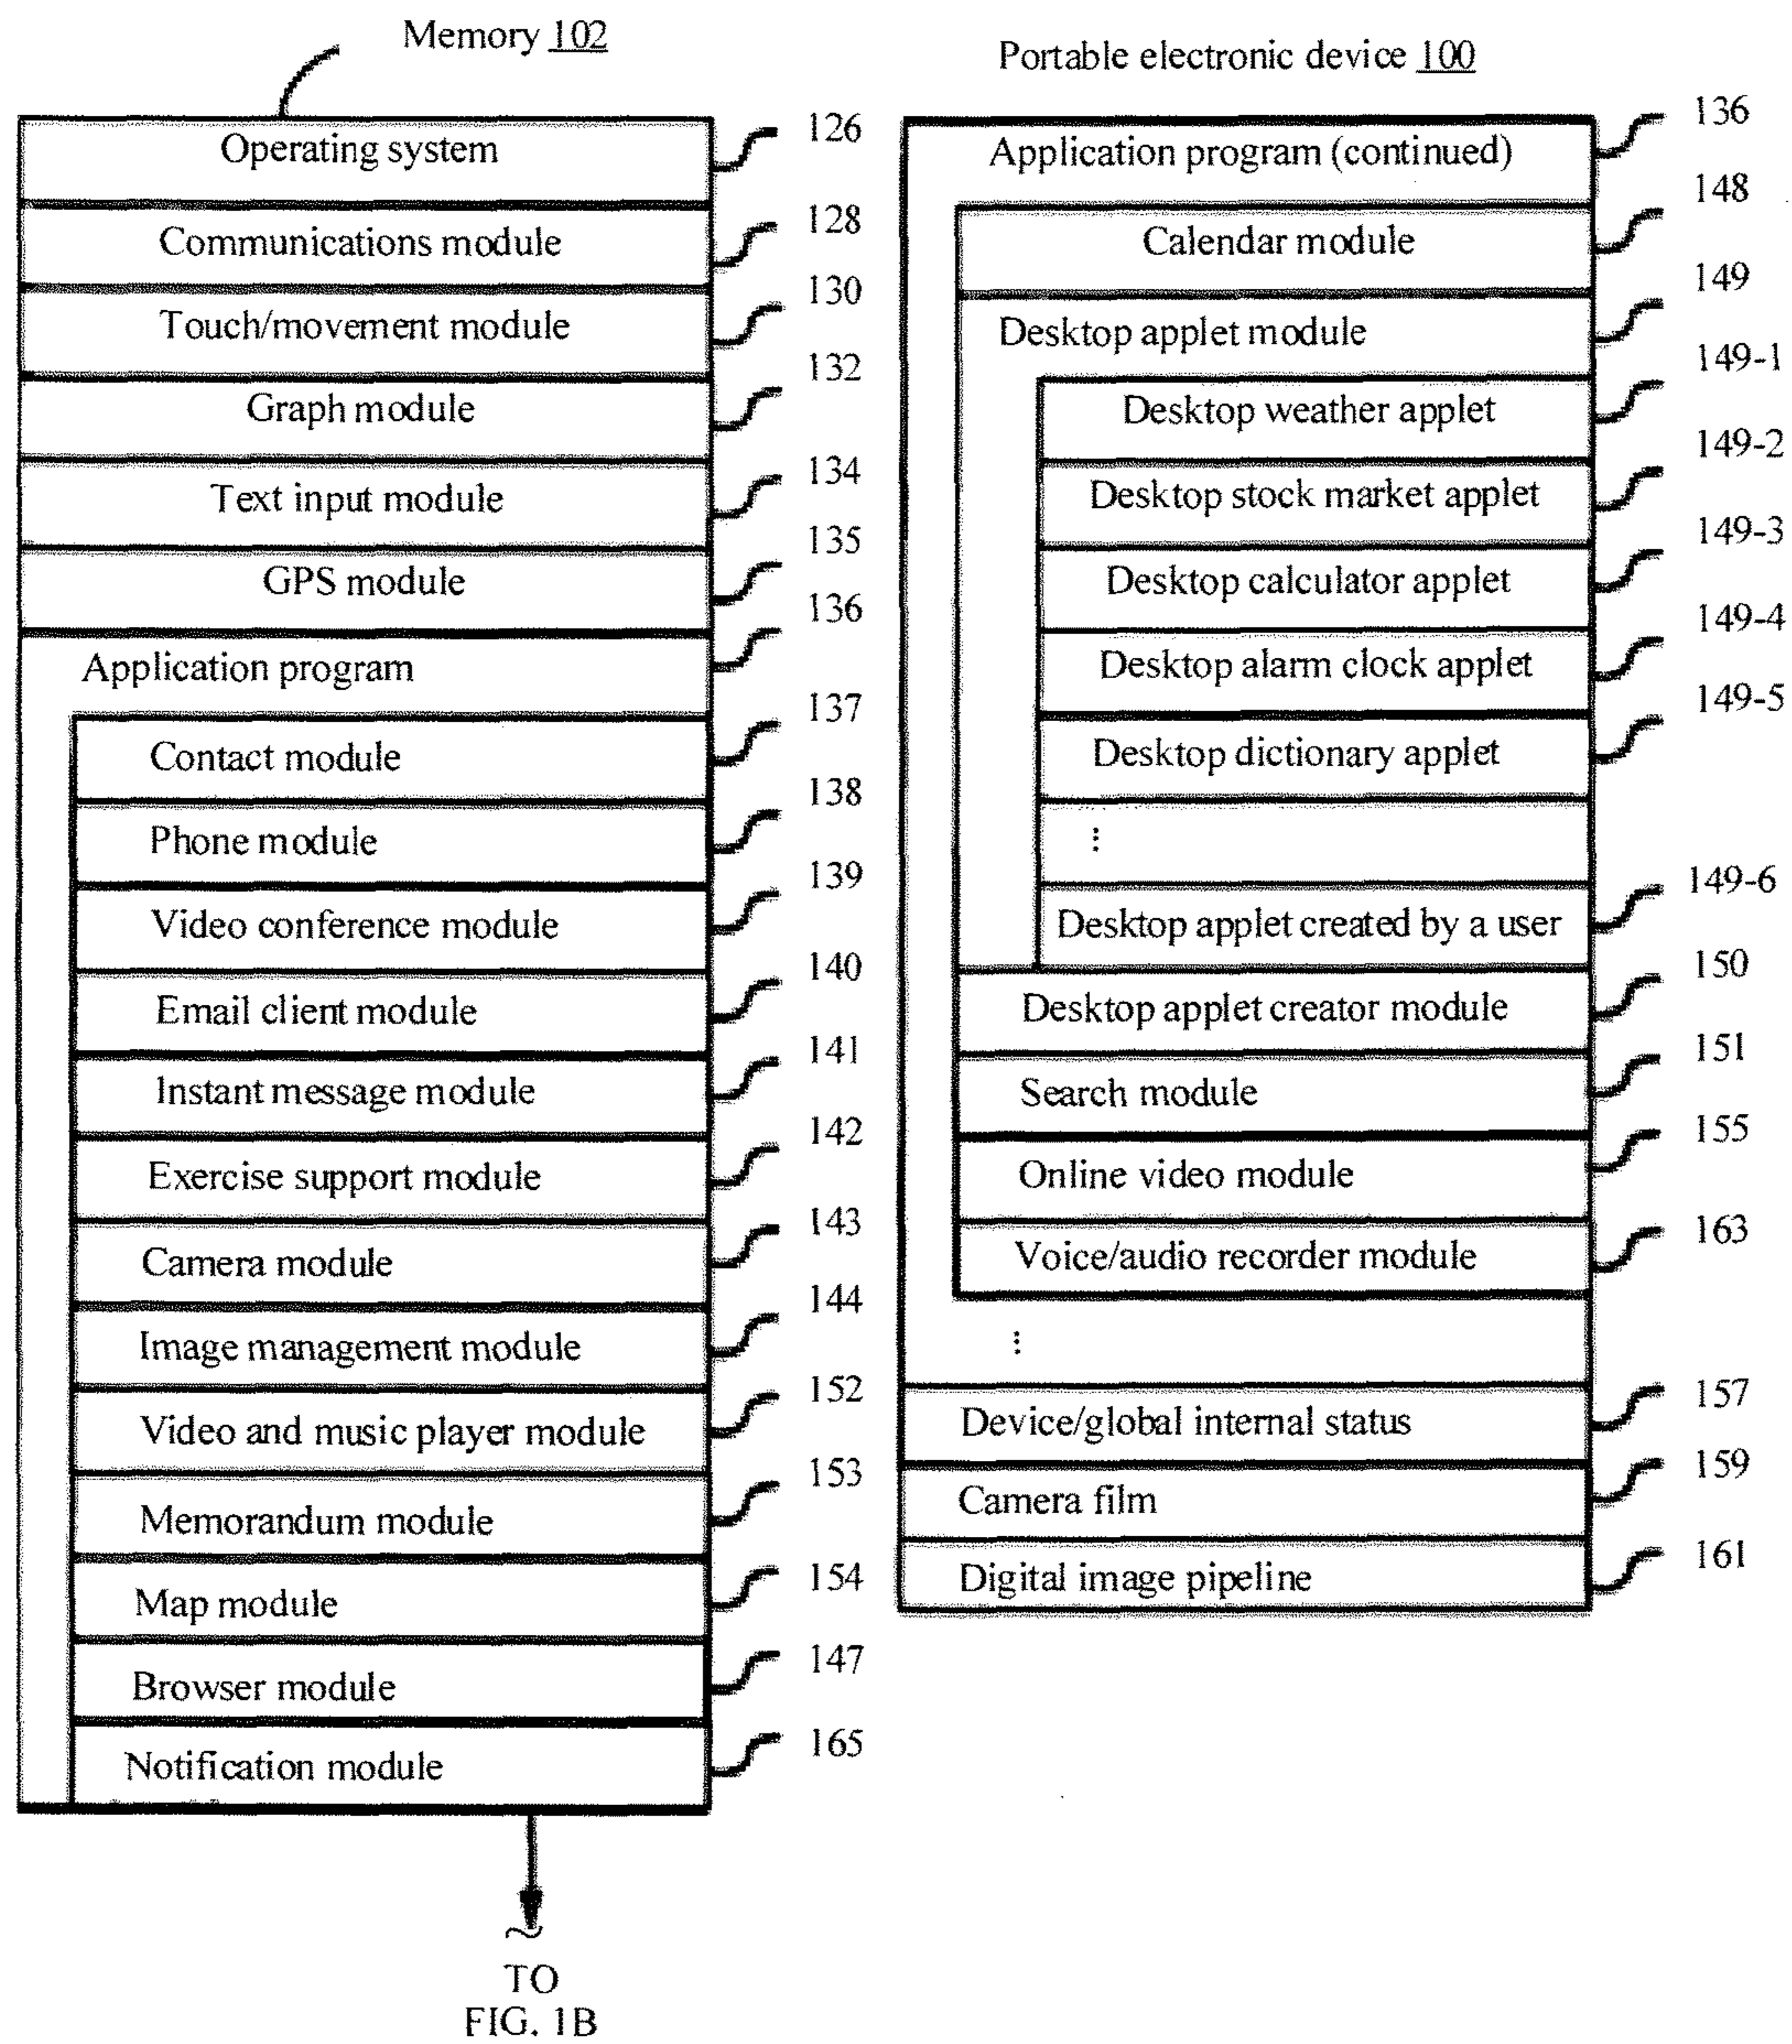 Memory 102
Operating system 126
Communications module 128
Touch/movement module 130
Graph module 132
Text input module 134
GPS module 135
Application program 136
Contact module 137
Phone module 138
Video conference module 139
Email client module 140
Instant message module 141
Exercise support module 142
Camera module 143
Image management module 144
Video and music player module 152
Memorandum module 153
Map module 154
Browser module 147
Notification module 165
TO
FIG. 1B
Portable electronic device 100
Application program (continued) 136
Calendar module 148
Desktop applet module 149
Desktop weather applet 149-1
Desktop stock market applet 149-2
Desktop calculator applet 149-3
Desktop alarm clock applet 149-4
Desktop dictionary applet 149-5
⋮
Desktop applet created by a user 149-6
Desktop applet creator module 150
Search module 151
Online video module 155
Voice/audio recorder module 163
⋮
Device/global internal status 157
Camera film 159
Digital image pipeline 161